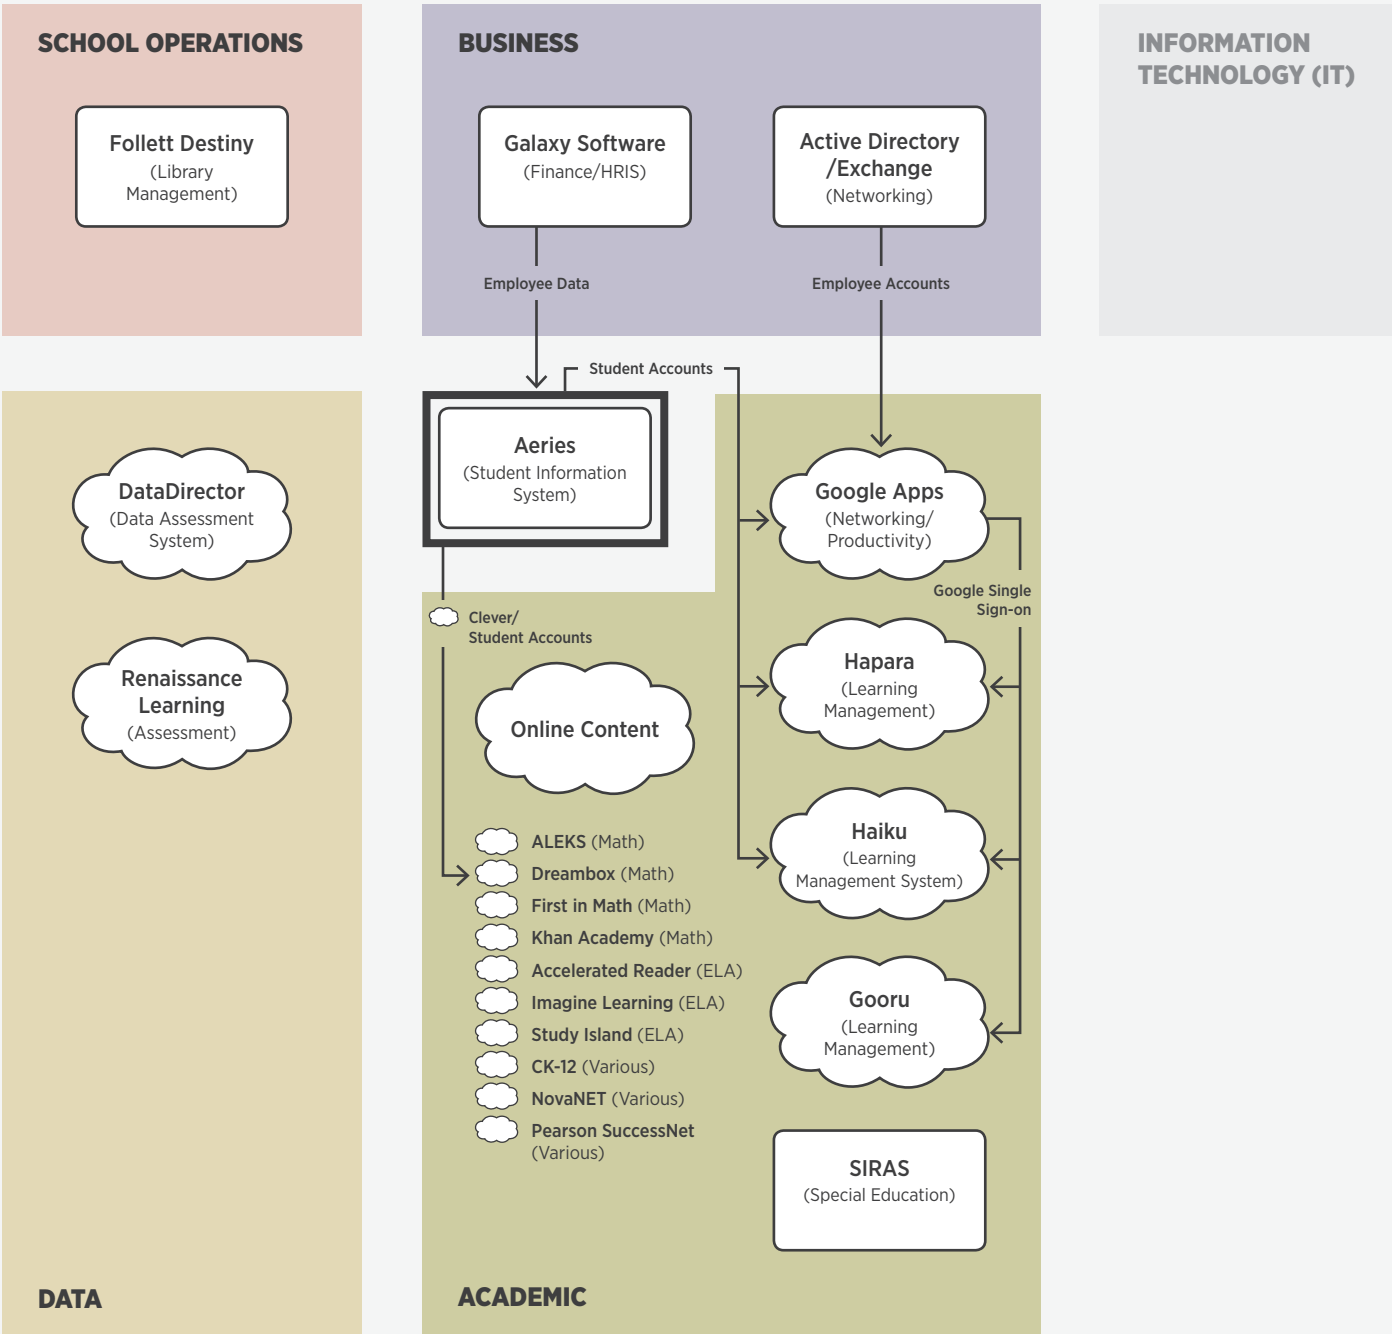 SCHOOL OPERATIONS
Follett Destiny
(Library
Management)
BUSINESS
Galaxy Software
(Finance/HRIS)
Active Directory
/Exchange
(Networking)
Employee Data
Employee Accounts
INFORMATION
TECHNOLOGY (IT)
Student Accounts
Aeries
(Student Information
System)
DataDirector
(Data Assessment
System)
Renaissance
Learning
(Assessment)
DATA
Clever/
Student Accounts
Online Content
ALEKS (Math)
Dreambox (Math)
First in Math (Math)
Khan Academy (Math)
Accelerated Reader (ELA)
Imagine Learning (ELA)
Study Island (ELA)
CK-12 (Various)
NovaNET (Various)
Pearson SuccessNet
(Various)
Google Apps
(Networking/
Productivity)
Google Single
Sign-on
Hapara
(Learning
Management)
Haiku
(Learning
Management System)
Gooru
(Learning
Management)
SIRAS
(Special Education)
ACADEMIC